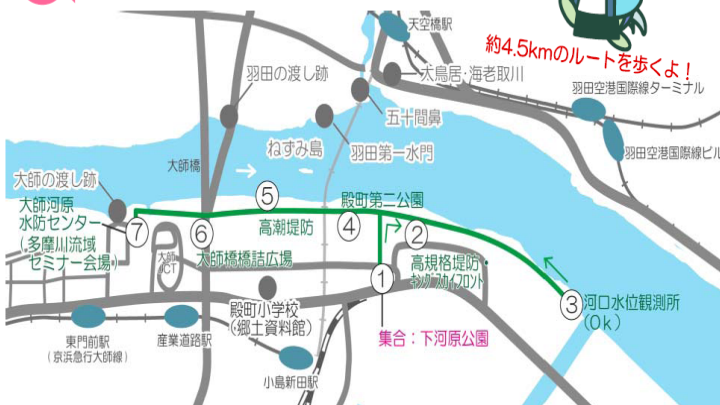 天空橋駅
約4.5kmのルートを歩くよ!
羽田の渡し跡
大鳥居・海老取川
羽田空港国際線ターミナル
五十間鼻
ねずみ島
羽田第一水門
羽田空港国際線ビル
大師橋
大師の渡し跡
大師河原
水防センター
(多摩川流域
セミナー会場)
⑦
⑥
⑤
高潮堤防
④
殿町第二公園
②
大師
JCT
大師橋橋詰広場
高規格堤防・
キングスカイフロント
①
③
河口水位観測所
(0k)
殿町小学校
(郷土資料館)
集合:下河原公園
東門前駅
(京浜急行大師線)
産業道路駅
小島新田駅